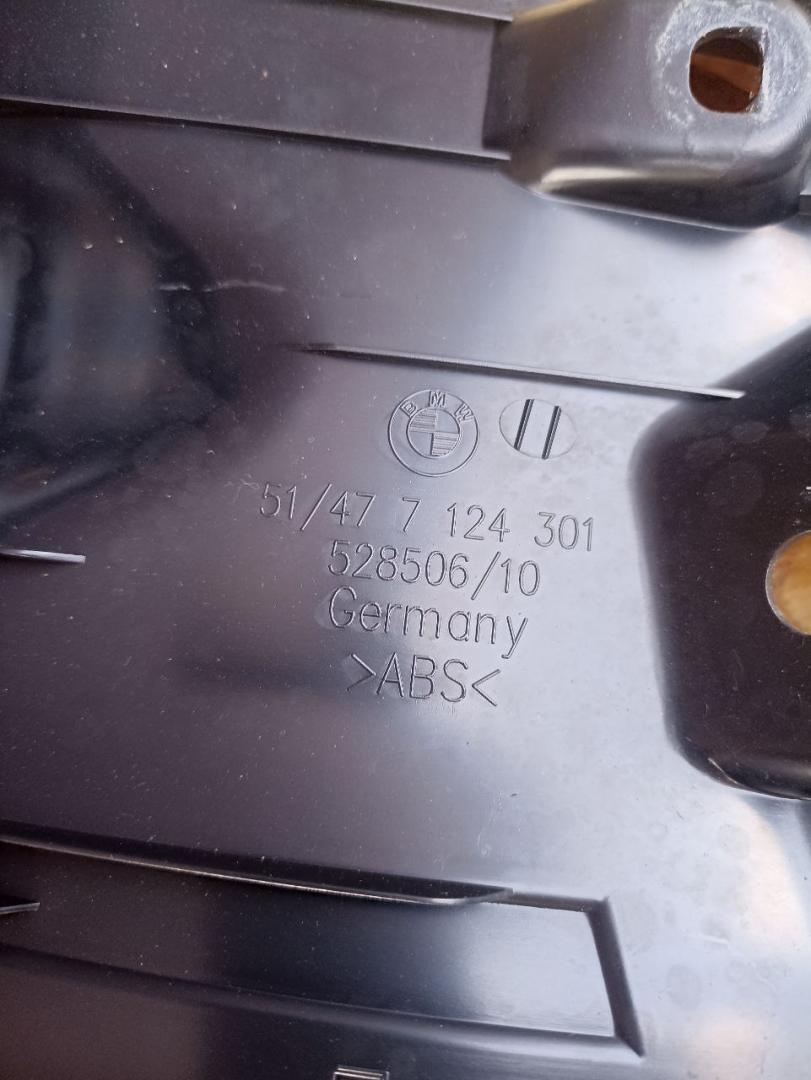 BMW
51/47 7 124 301
528506/10
Germany
>ABS<